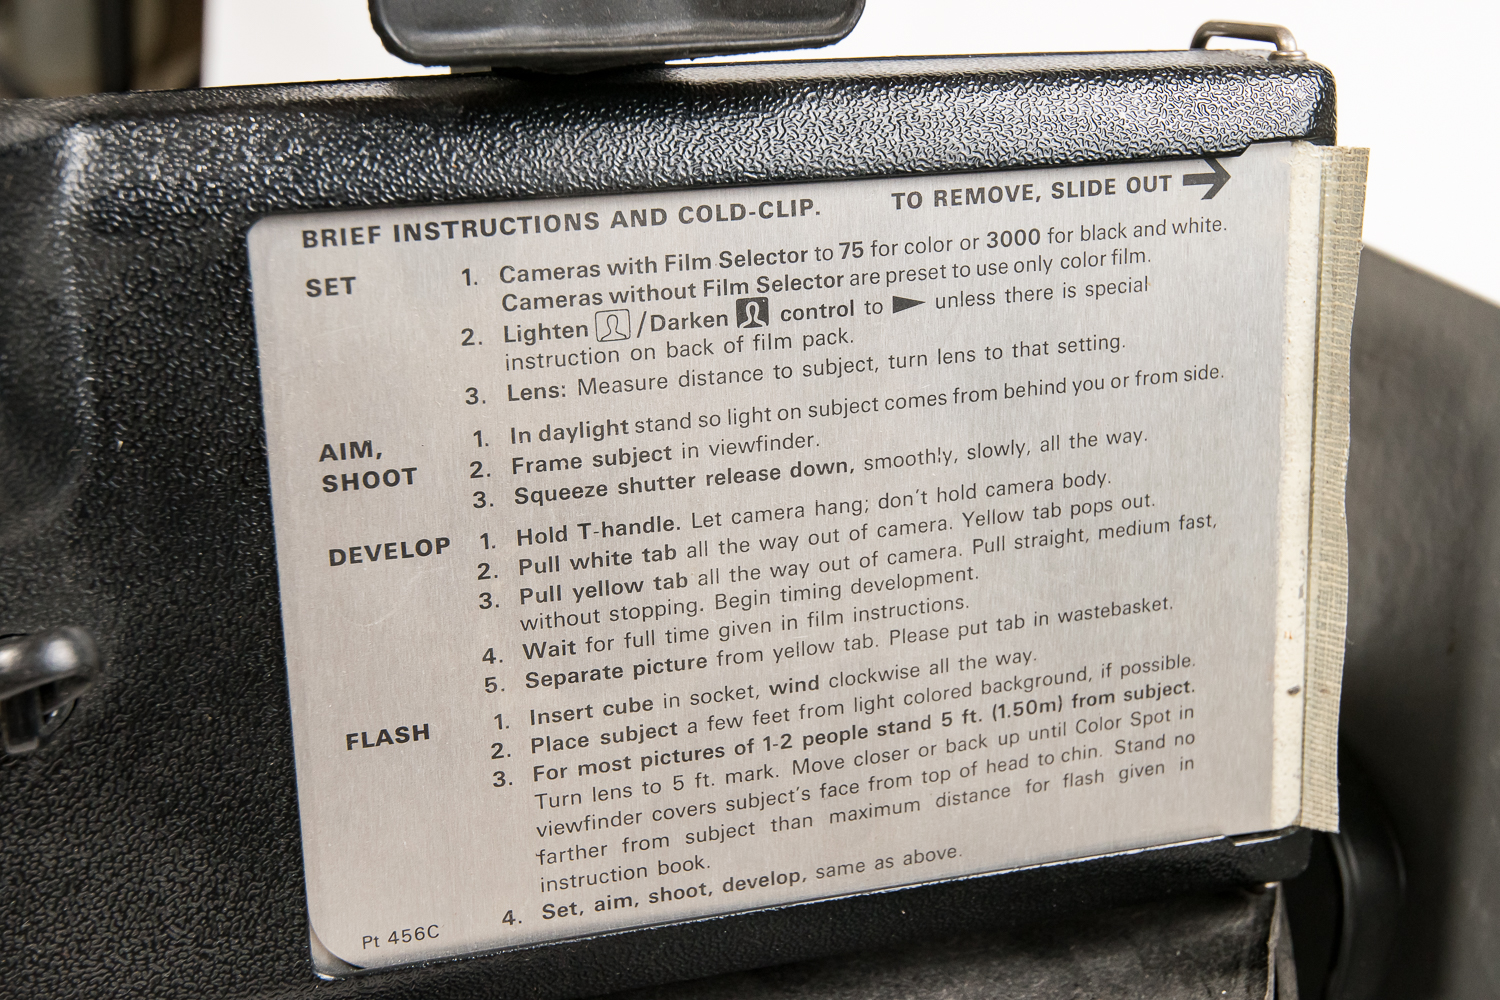 BRIEF INSTRUCTIONS AND COLD-CLIP. TO REMOVE, SLIDE OUT
SET 1. Cameras with Film Selector to 75 for color or 3000 for black and white.
Cameras without Film Selector are preset to use only color film.
2. Lighten /Darken control to unless there is special
instruction on back of film pack.
3. Lens: Measure distance to subject, turn lens to that setting.
AIM, 1. In daylight stand so light on subject comes from behind you or from side.
SHOOT 2. Frame subject in viewfinder.
3. Squeeze shutter release down, smoothly, slowly, all the way.
DEVELOP 1. Hold T-handle. Let camera hang; don't hold camera body.
2. Pull white tab all the way out of camera. Yellow tab pops out.
3. Pull yellow tab all the way out of camera. Pull straight, medium fast,
without stopping. Begin timing development.
4. Wait for full time given in film instructions.
5. Separate picture from yellow tab. Please put tab in wastebasket.
FLASH 1. Insert cube in socket, wind clockwise all the way.
2. Place subject a few feet from light colored background, if possible.
3. For most pictures of 1-2 people stand 5 ft. (1.50m) from subject.
Turn lens to 5 ft. mark. Move closer or back up until Color Spot in
viewfinder covers subject's face from top of head to chin. Stand no
farther from subject than maximum distance for flash given in
instruction book.
4. Set, aim, shoot, develop, same as above.
Pt 456C